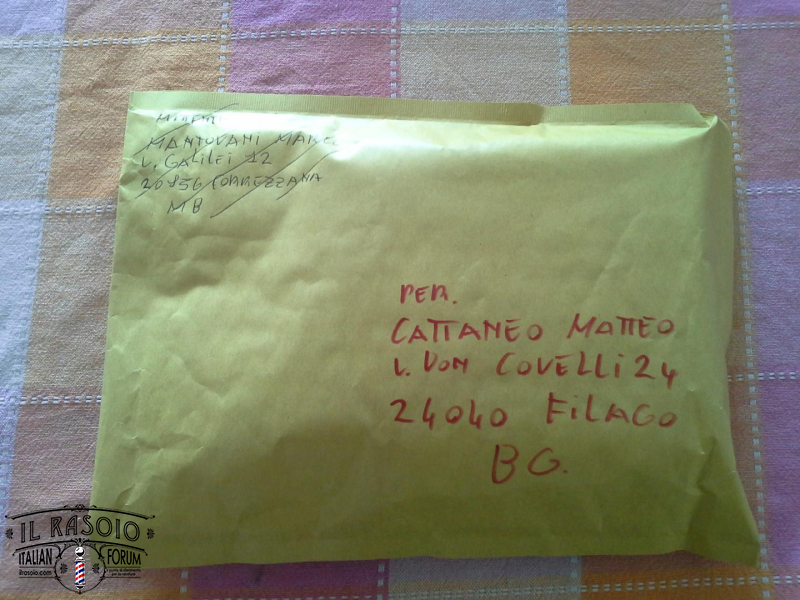 MANTOVANI
V. GALILEI 12
20856 CORREZZANA
MB
PER.
CATTANEO MATTEO
V. DON COVELLI 24
24040 FILAGO
BG.
IL RASOIO
ITALIAN FORUM
ilrasoio.com